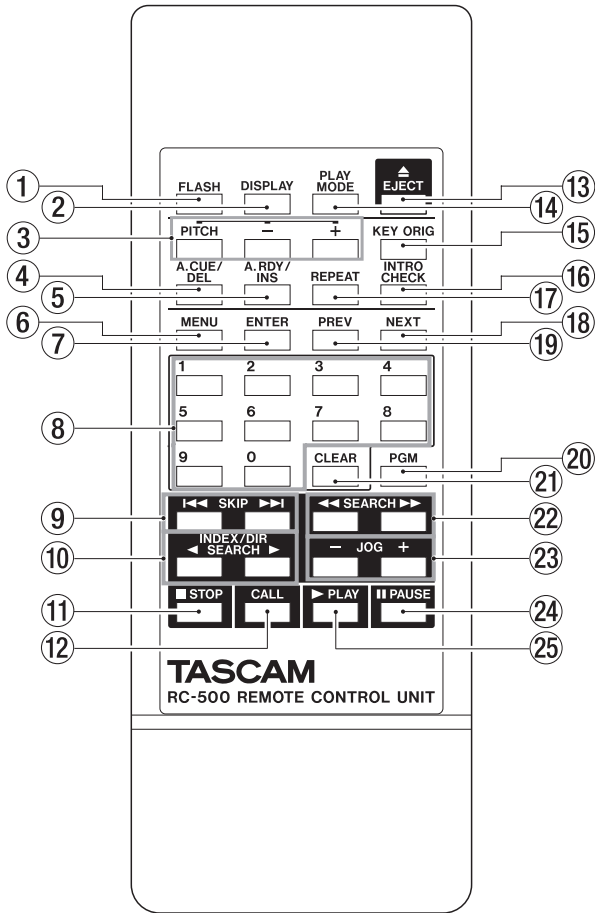 FLASH DISPLAY PLAY MODE ⏏ EJECT
① ② ⑬ ⑭
PITCH − + KEY ORIG
③ ⑮
A.CUE/DEL A.RDY/INS REPEAT INTRO CHECK
④ ⑤ ⑯ ⑰
MENU ENTER PREV NEXT
⑥ ⑦ ⑱ ⑲
1 2 3 4
5 6 7 8
⑧
9 0 CLEAR PGM
⑳ ㉑
⏮ SKIP ⏭ ◀◀ SEARCH ▶▶
⑨ ㉒
INDEX/DIR
◀ SEARCH ▶ − JOG +
⑩ ㉓
■ STOP CALL ▶ PLAY ⏸ PAUSE
⑪ ⑫ ㉔ ㉕
TASCAM
RC-500 REMOTE CONTROL UNIT